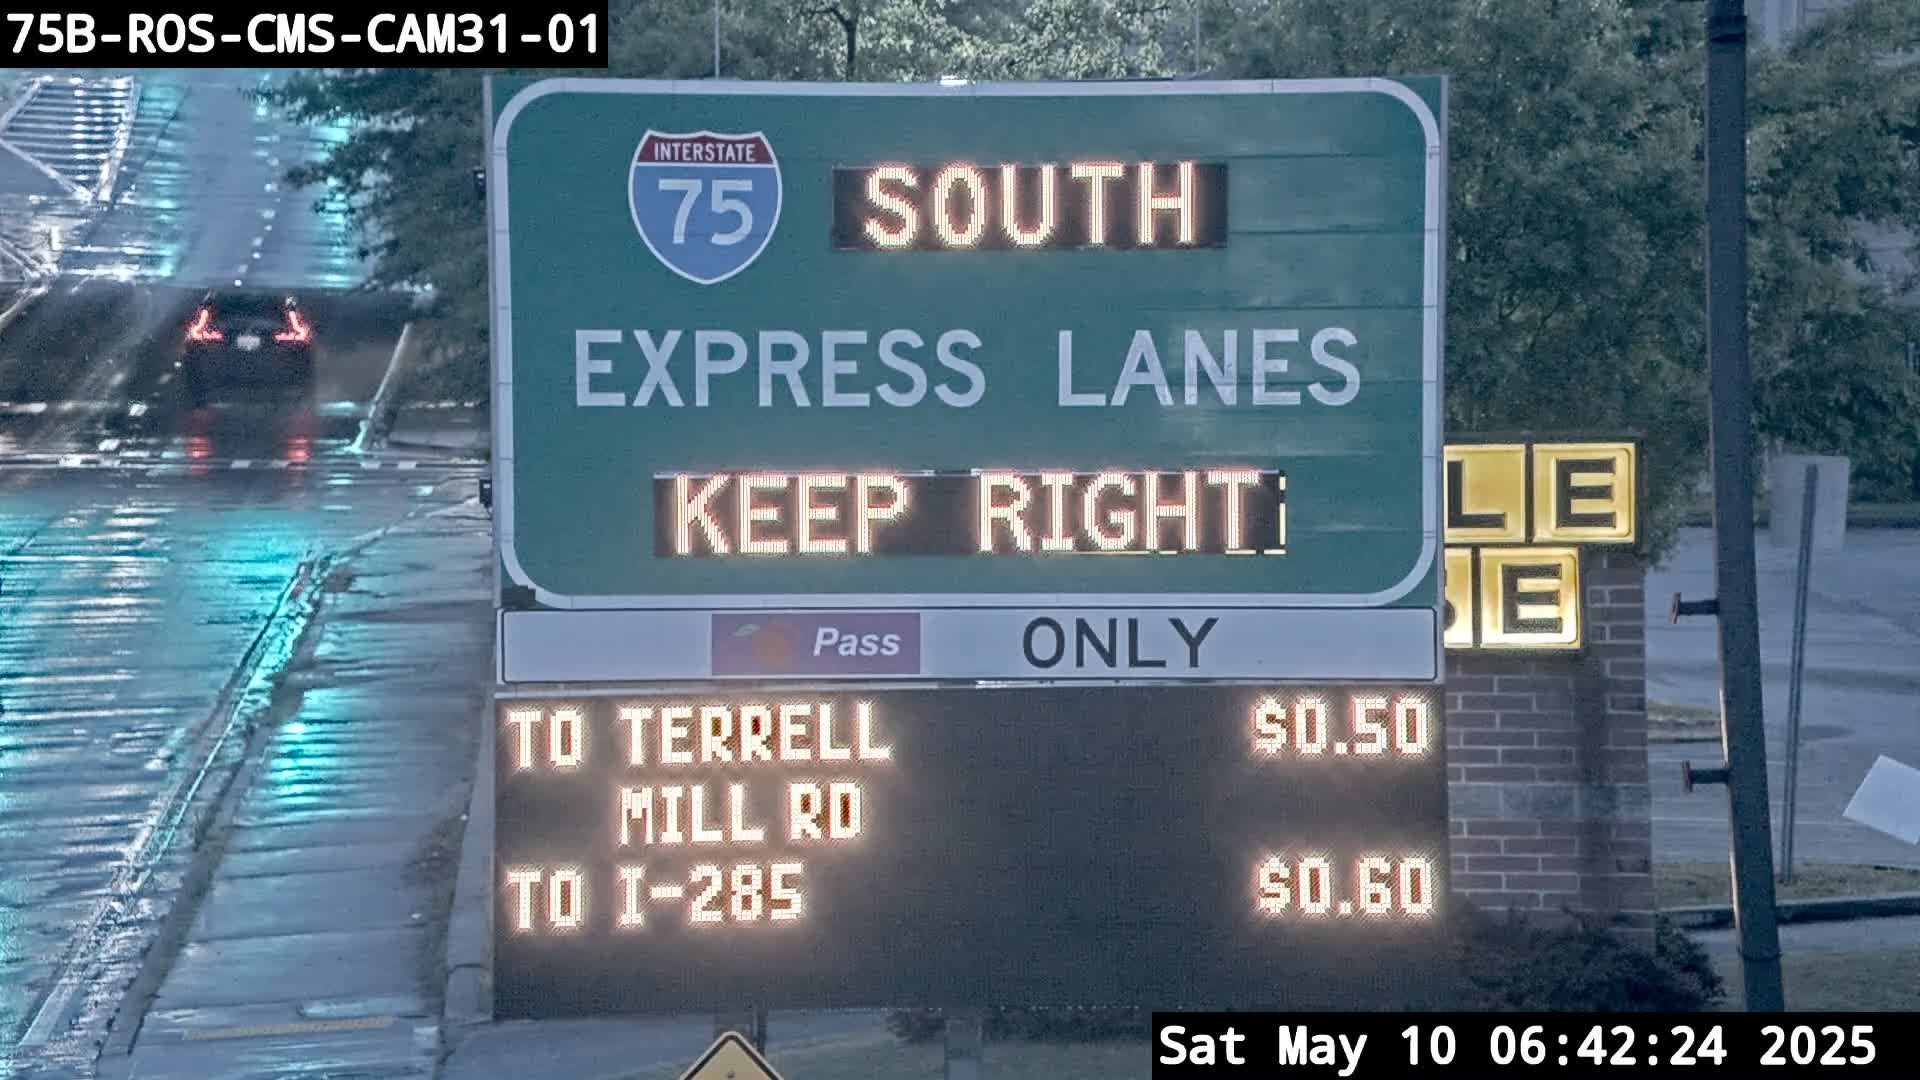 75B-ROS-CMS-CAM31-01
INTERSTATE
75
SOUTH
EXPRESS LANES
KEEP RIGHT
Pass ONLY
TO TERRELL $0.50
MILL RD
TO I-285 $0.60
LE
E
Sat May 10 06:42:24 2025